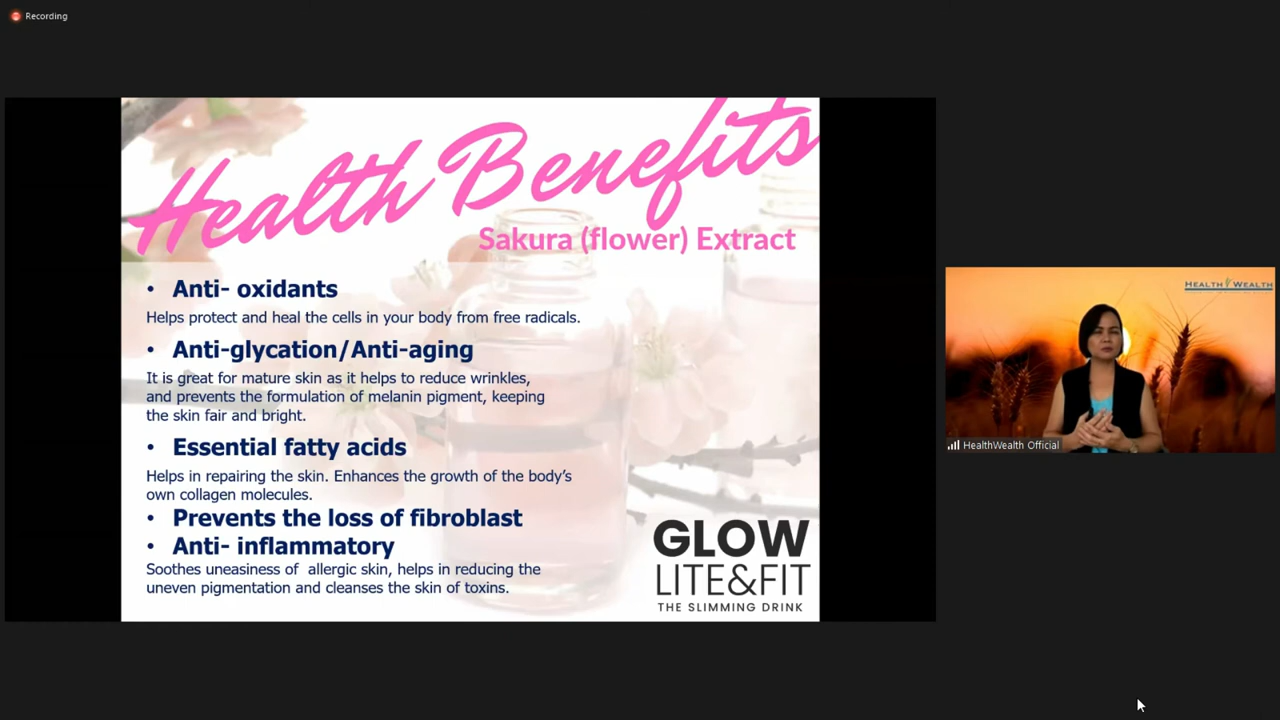 Recording
Health Benefits
Sakura (flower) Extract
• Anti- oxidants
Helps protect and heal the cells in your body from free radicals.
• Anti-glycation/Anti-aging
It is great for mature skin as it helps to reduce wrinkles,
and prevents the formulation of melanin pigment, keeping
the skin fair and bright.
• Essential fatty acids
Helps in repairing the skin. Enhances the growth of the body's
own collagen molecules.
• Prevents the loss of fibroblast
• Anti- inflammatory
Soothes uneasiness of allergic skin, helps in reducing the
uneven pigmentation and cleanses the skin of toxins.
GLOW
LITE&FIT
THE SLIMMING DRINK
HEALTH WEALTH
HealthWealth Official